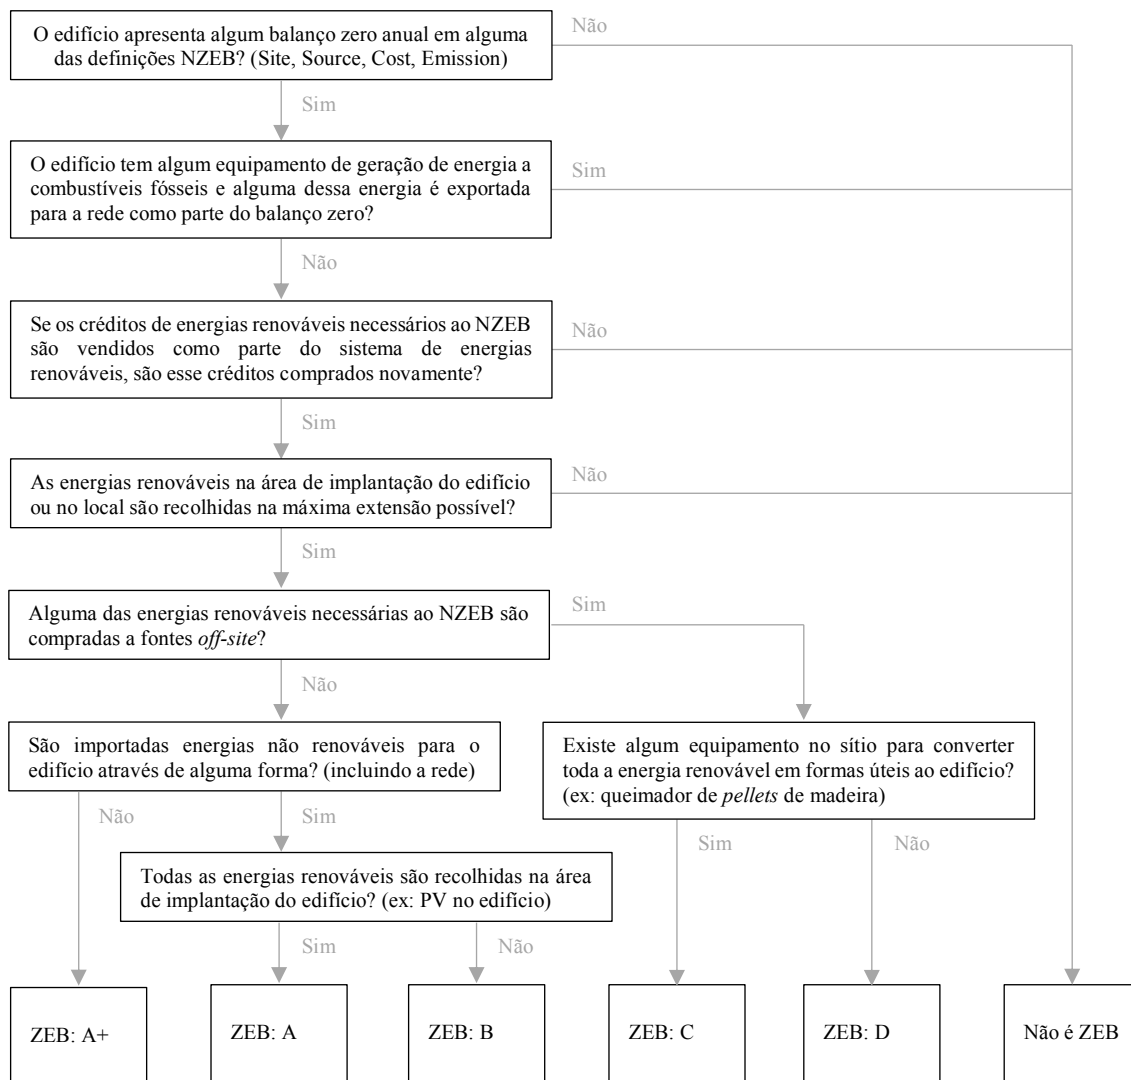 O edifício apresenta algum balanço zero anual em alguma
das definições NZEB? (Site, Source, Cost, Emission)
Não
Sim
O edifício tem algum equipamento de geração de energia a
combustíveis fósseis e alguma dessa energia é exportada
para a rede como parte do balanço zero?
Sim
Não
Se os créditos de energias renováveis necessários ao NZEB
são vendidos como parte do sistema de energias
renováveis, são esse créditos comprados novamente?
Não
Sim
As energias renováveis na área de implantação do edifício
ou no local são recolhidas na máxima extensão possível?
Não
Sim
Alguma das energias renováveis necessárias ao NZEB são
compradas a fontes off-site?
Sim
Não
São importadas energias não renováveis para o
edifício através de alguma forma? (incluindo a rede)
Existe algum equipamento no sítio para converter
toda a energia renovável em formas úteis ao edifício?
(ex: queimador de pellets de madeira)
Não
Sim
Sim
Não
Todas as energias renováveis são recolhidas na área
de implantação do edifício? (ex: PV no edifício)
Sim
Não
ZEB: A+
ZEB: A
ZEB: B
ZEB: C
ZEB: D
Não é ZEB